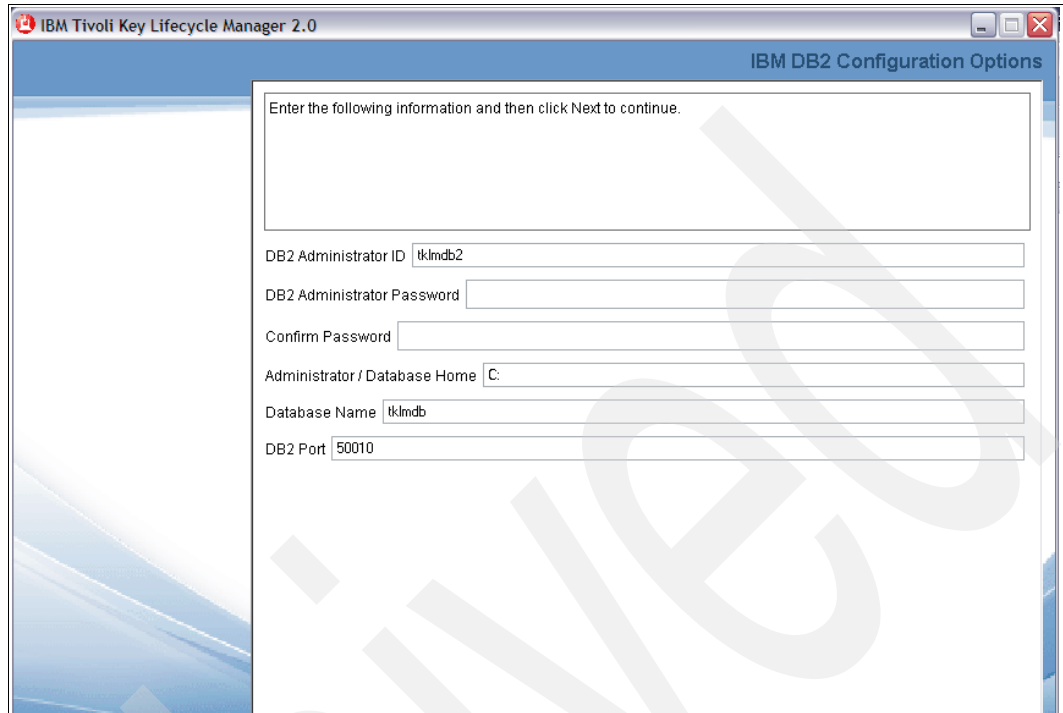 IBM Tivoli Key Lifecycle Manager 2.0
IBM DB2 Configuration Options
Enter the following information and then click Next to continue.
DB2 Administrator ID tklmdb2
DB2 Administrator Password
Confirm Password
Administrator / Database Home C:
Database Name tklmdb
DB2 Port 50010
ived